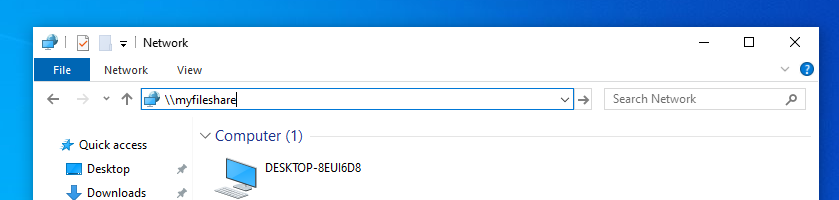 Network
File Network View
\\myfileshare Search Network
Quick access
Computer (1)
Desktop
DESKTOP-8EUI6D8
Downloads